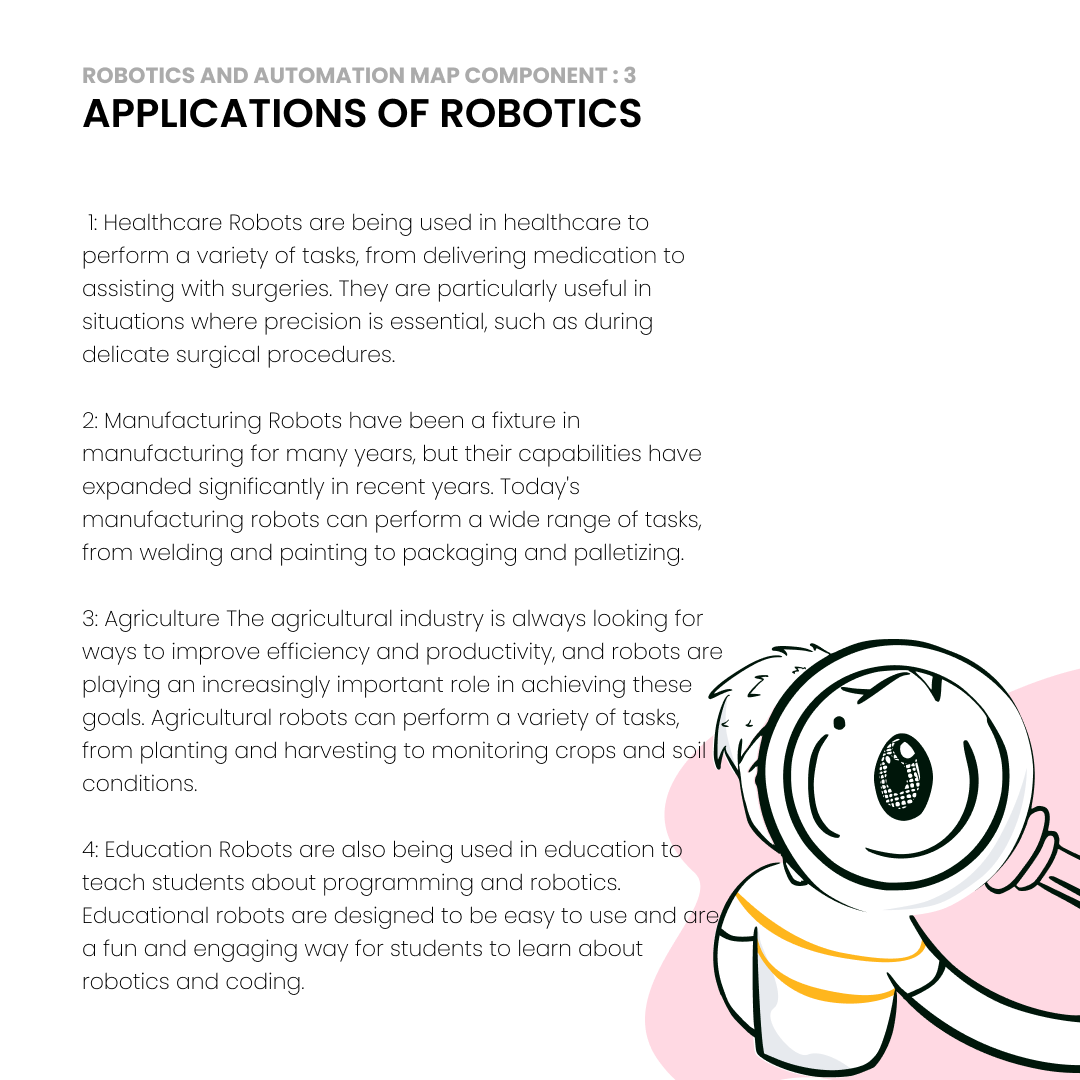 ROBOTICS AND AUTOMATION MAP COMPONENT : 3
APPLICATIONS OF ROBOTICS
1: Healthcare Robots are being used in healthcare to
perform a variety of tasks, from delivering medication to
assisting with surgeries. They are particularly useful in
situations where precision is essential, such as during
delicate surgical procedures.
2: Manufacturing Robots have been a fixture in
manufacturing for many years, but their capabilities have
expanded significantly in recent years. Today's
manufacturing robots can perform a wide range of tasks,
from welding and painting to packaging and palletizing.
3: Agriculture The agricultural industry is always looking for
ways to improve efficiency and productivity, and robots are
playing an increasingly important role in achieving these
goals. Agricultural robots can perform a variety of tasks,
from planting and harvesting to monitoring crops and soil
conditions.
4: Education Robots are also being used in education to
teach students about programming and robotics.
Educational robots are designed to be easy to use and are
a fun and engaging way for students to learn about
robotics and coding.